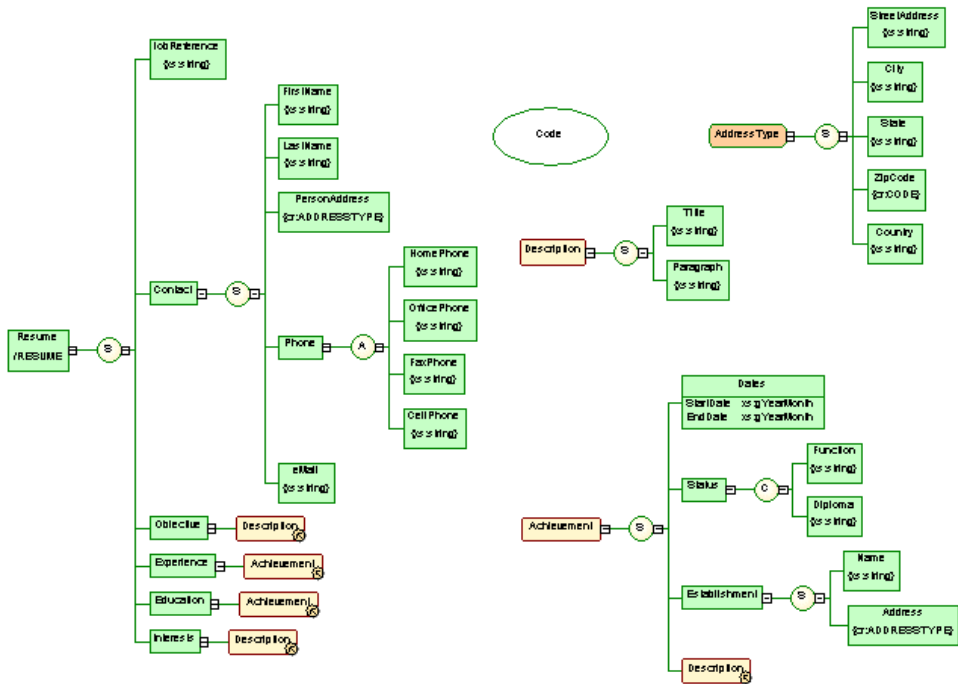 JobReference
{xs:string}
FirstName
{xs:string}
LastName
{xs:string}
PersonAddress
{cr:ADDRESSTYPE}
Contact
S
HomePhone
{xs:string}
OfficePhone
{xs:string}
Phone
A
FaxPhone
{xs:string}
CellPhone
{xs:string}
eMail
{xs:string}
Resume
/RESUME
S
Objective
Description
Experience
Achievement
Education
Achievement
Interests
Description
Code
AddressType
S
StreetAddress
{xs:string}
City
{xs:string}
State
{xs:string}
ZipCode
{cr:CODE}
Country
{xs:string}
Description
S
Title
{xs:string}
Paragraph
{xs:string}
Achievement
S
Dates
StartDate xs:gYearMonth
EndDate xs:gYearMonth
Status
C
Function
{xs:string}
Diploma
{xs:string}
Establishment
S
Name
{xs:string}
Address
{cr:ADDRESSTYPE}
Description